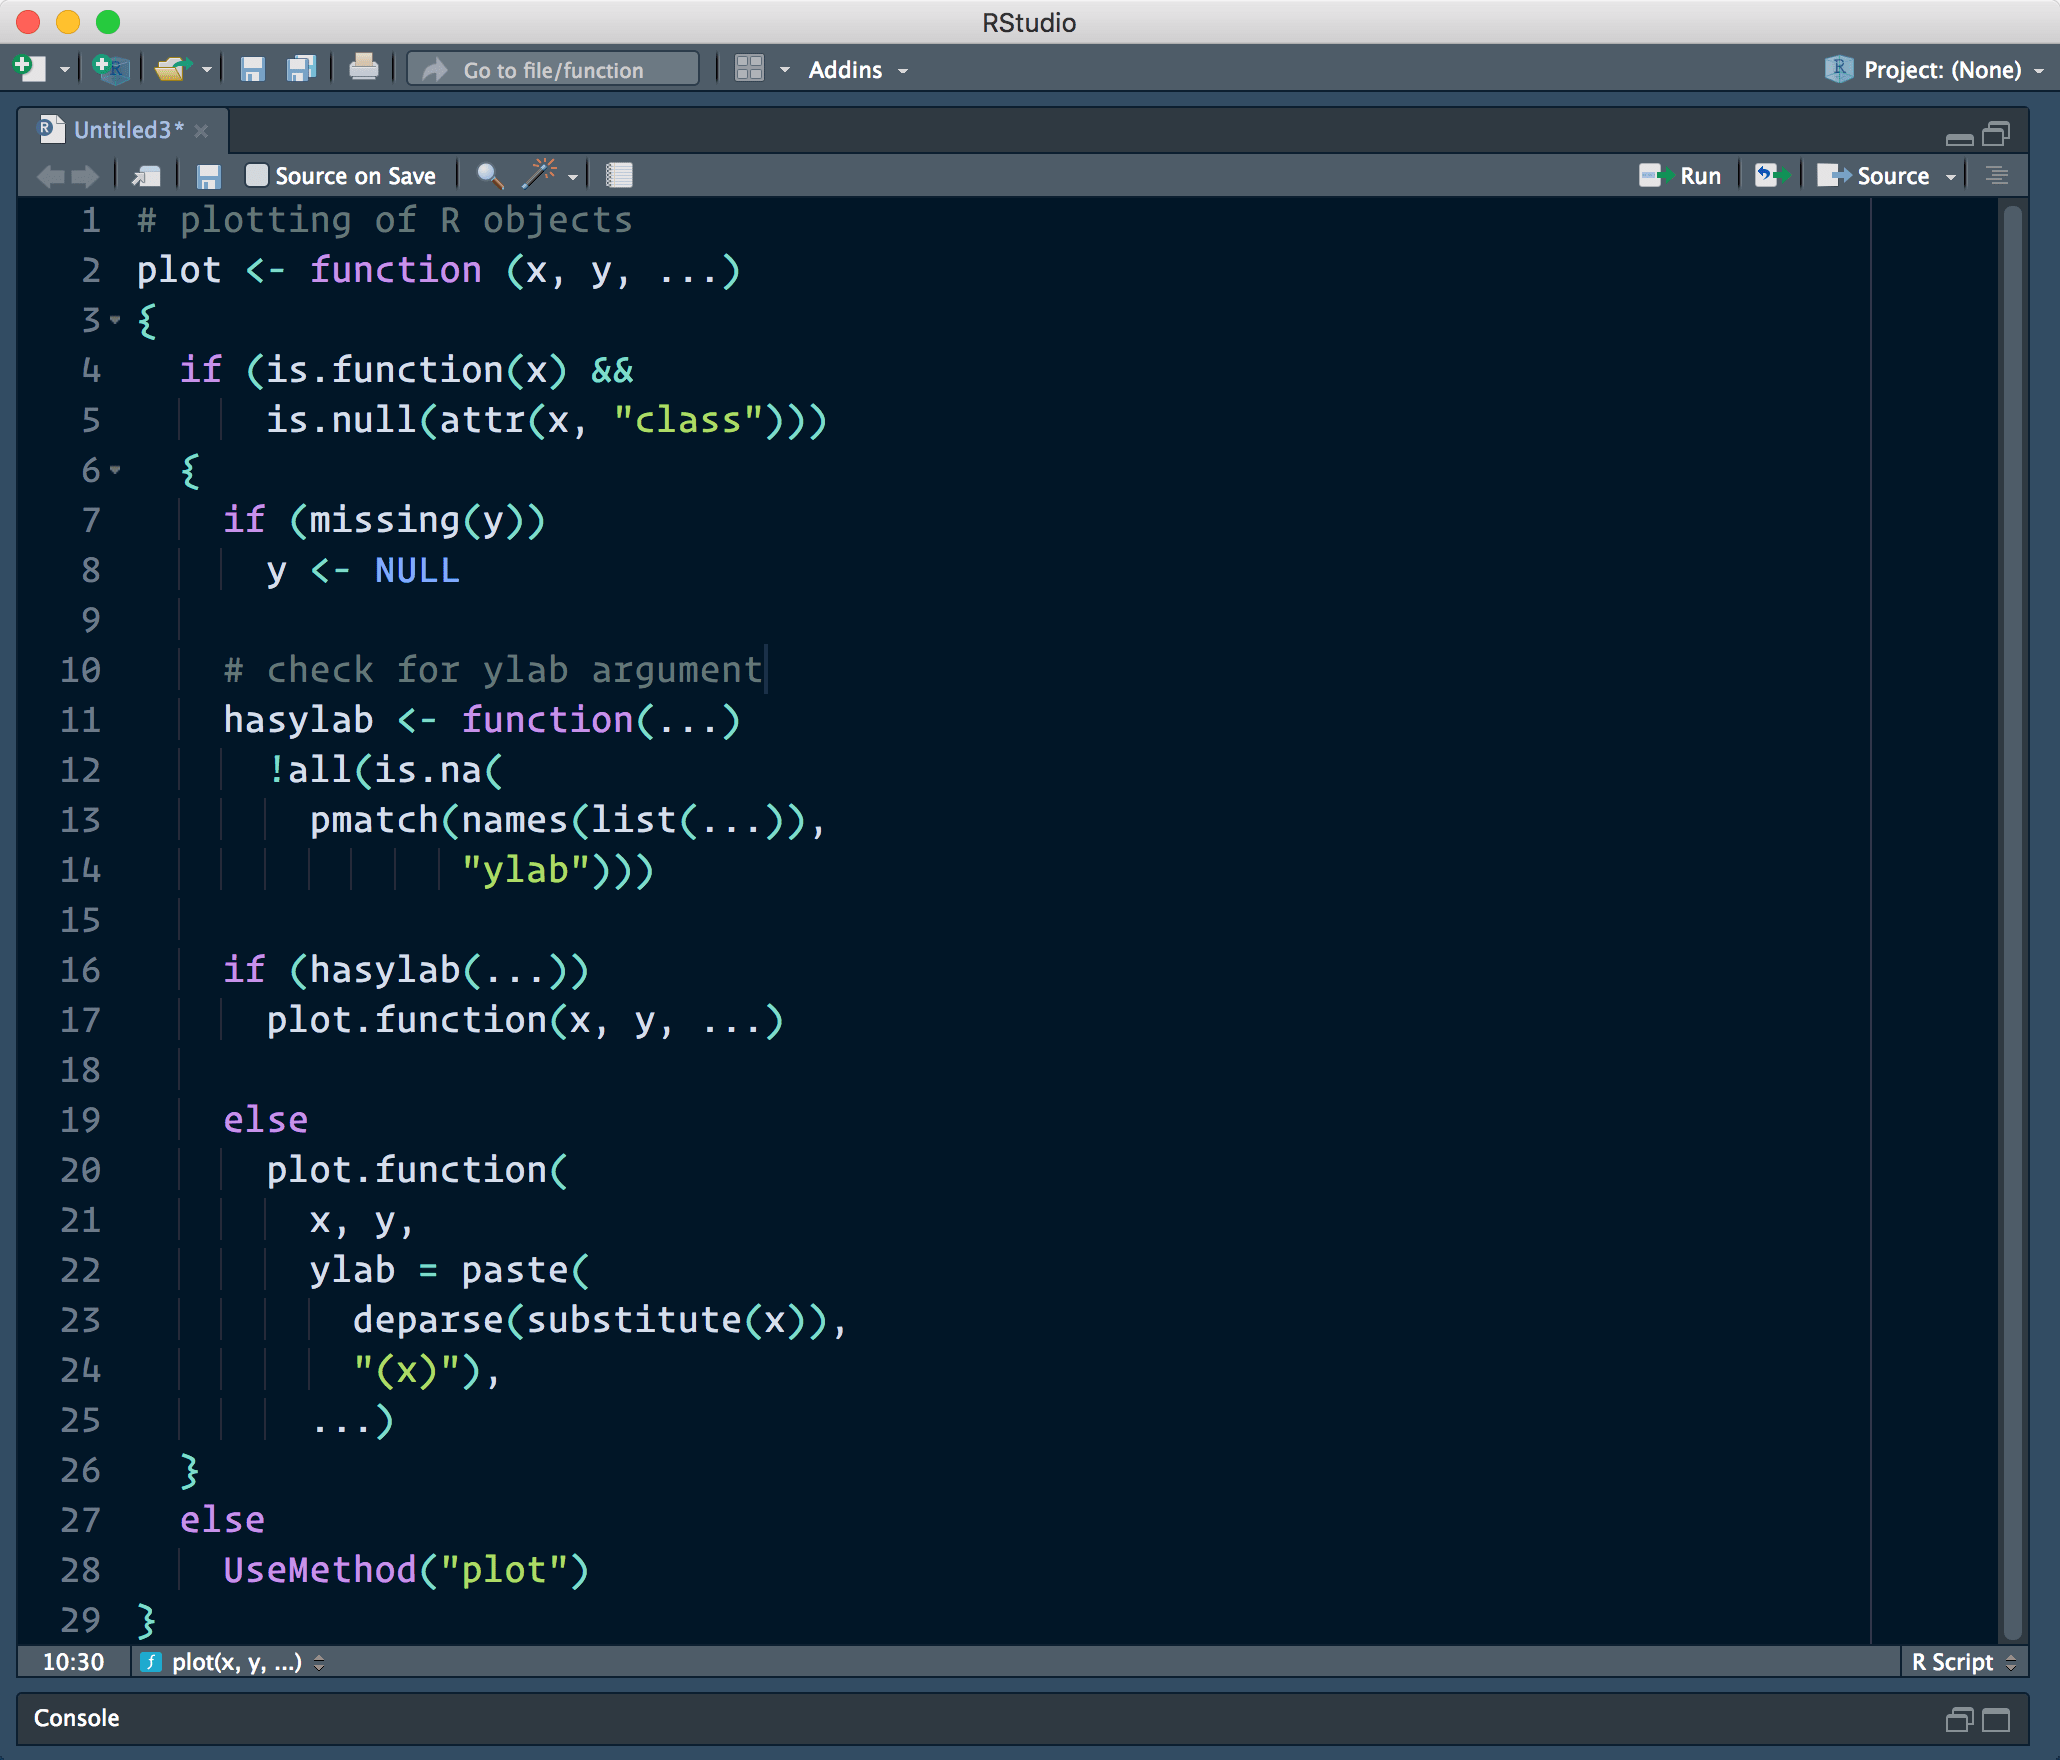 RStudio
Go to file/function Addins Project: (None)
Untitled3*
Source on Save Run Source
1 # plotting of R objects
2 plot <- function (x, y, ...)
3 {
4   if (is.function(x) &&
5       is.null(attr(x, "class")))
6   {
7     if (missing(y))
8       y <- NULL
9
10     # check for ylab argument
11     hasylab <- function(...)
12       !all(is.na(
13         pmatch(names(list(...)),
14                "ylab")))
15
16     if (hasylab(...))
17       plot.function(x, y, ...)
18
19     else
20       plot.function(
21         x, y,
22         ylab = paste(
23           deparse(substitute(x)),
24           "(x)"),
25         ...)
26   }
27   else
28     UseMethod("plot")
29 }
10:30 plot(x, y, ...) R Script
Console